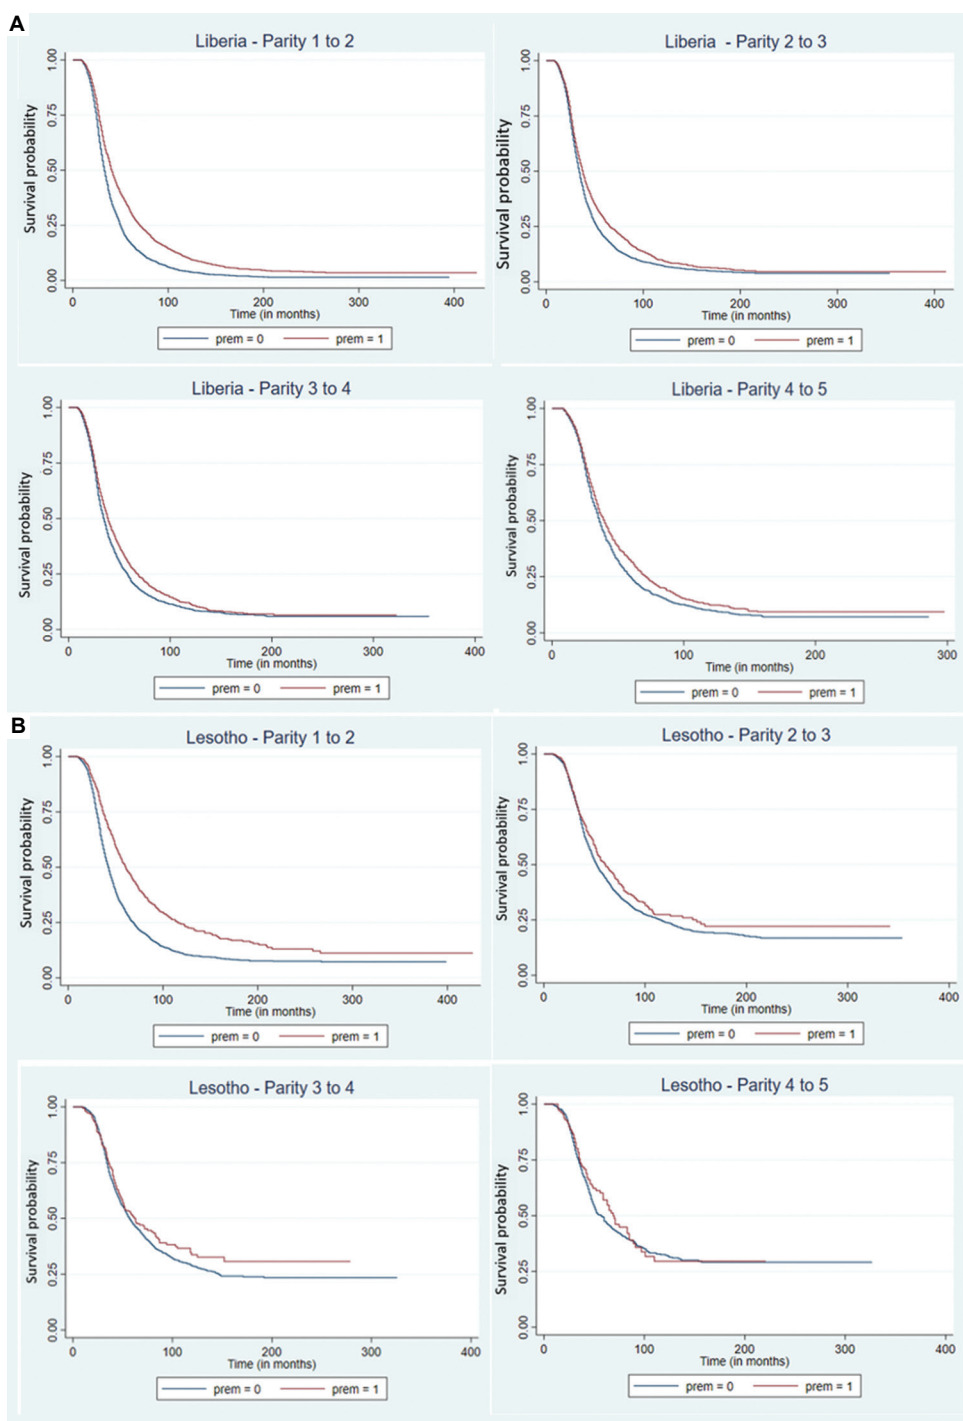 A
Liberia - Parity 1 to 2
Survival probability
1.00
0.75
0.50
0.25
0.00
0 100 200 300 400
Time (in months)
prem = 0 prem = 1
Liberia - Parity 2 to 3
Survival probability
1.00
0.75
0.50
0.25
0.00
0 100 200 300 400
Time (in months)
prem = 0 prem = 1
Liberia - Parity 3 to 4
Survival probability
1.00
0.75
0.50
0.25
0.00
0 100 200 300 400
Time (in months)
prem = 0 prem = 1
Liberia - Parity 4 to 5
Survival probability
1.00
0.75
0.50
0.25
0.00
0 100 200 300
Time (in months)
prem = 0 prem = 1
B
Lesotho - Parity 1 to 2
Survival probability
1.00
0.75
0.50
0.25
0.00
0 100 200 300 400
Time (in months)
prem = 0 prem = 1
Lesotho - Parity 2 to 3
Survival probability
1.00
0.75
0.50
0.25
0.00
0 100 200 300 400
Time (in months)
prem = 0 prem = 1
Lesotho - Parity 3 to 4
Survival probability
1.00
0.75
0.50
0.25
0.00
0 100 200 300 400
Time (in months)
prem = 0 prem = 1
Lesotho - Parity 4 to 5
Survival probability
1.00
0.75
0.50
0.25
0.00
0 100 200 300 400
Time (in months)
prem = 0 prem = 1